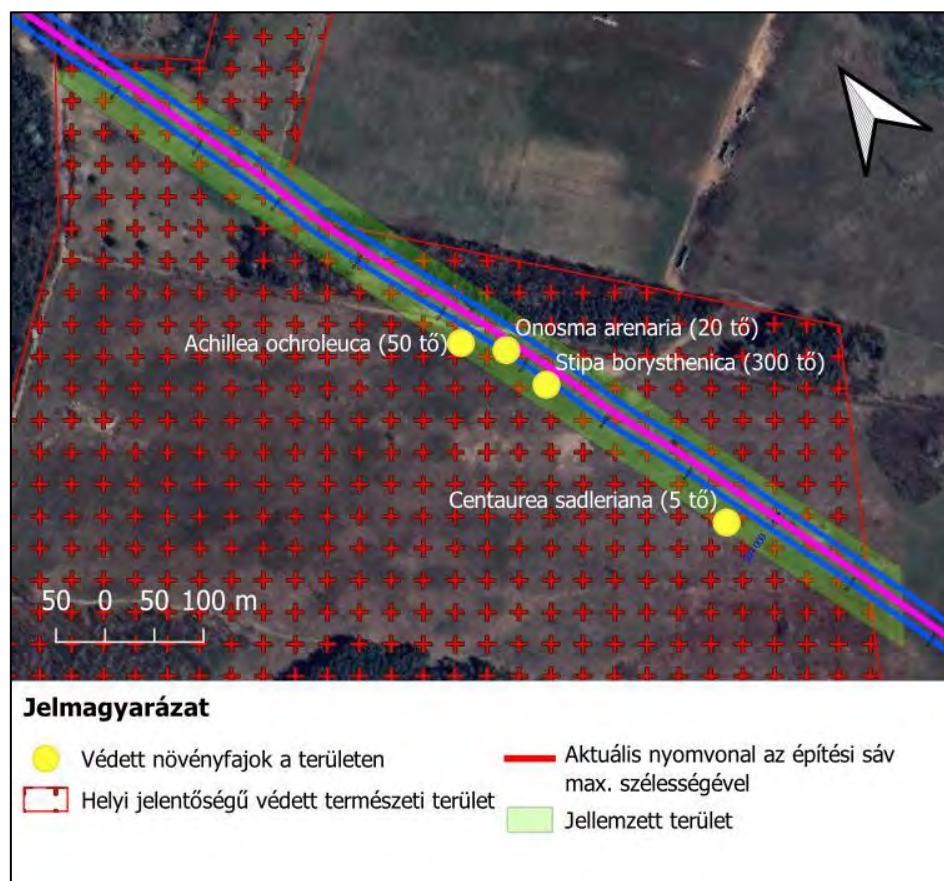 Onosma arenaria (20 tő)
Achillea ochroleuca (50 tő)
Stipa borysthenica (300 tő)
Centaurea sadleriana (5 tő)
50 0 50 100 m
Jelmagyarázat
Védett növényfajok a területen
Helyi jelentőségű védett természeti terület
Aktuális nyomvonal az építési sáv
max. szélességével
Jellemzett terület